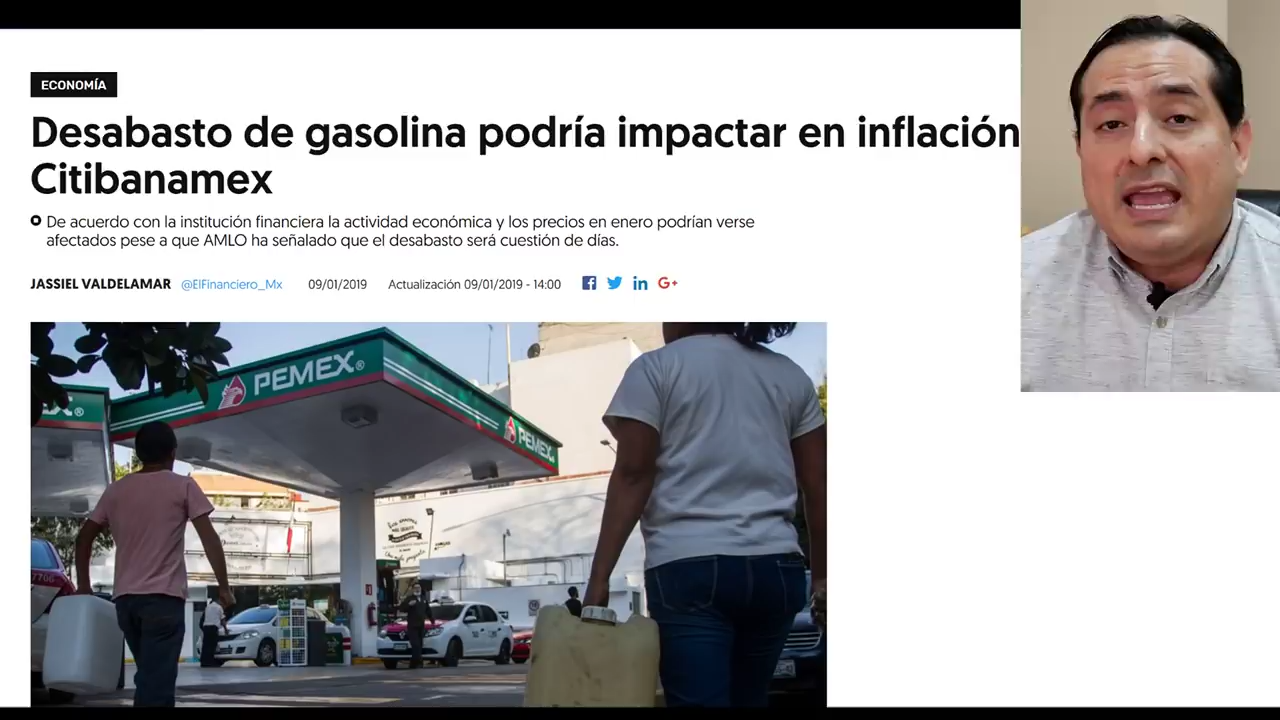 ECONOMÍA
Desabasto de gasolina podría impactar en inflación
Citibanamex
De acuerdo con la institución financiera la actividad economica y los precios en enero podrían verse
afectados pese a que AMLO ha señalado que el desabasto será cuestión de días.
JASSIEL VALDELAMAR @ElFinanciero_Mx 09/01/2019 Actualización 09/01/2019 - 14:00
PEMEX®
PEMEX